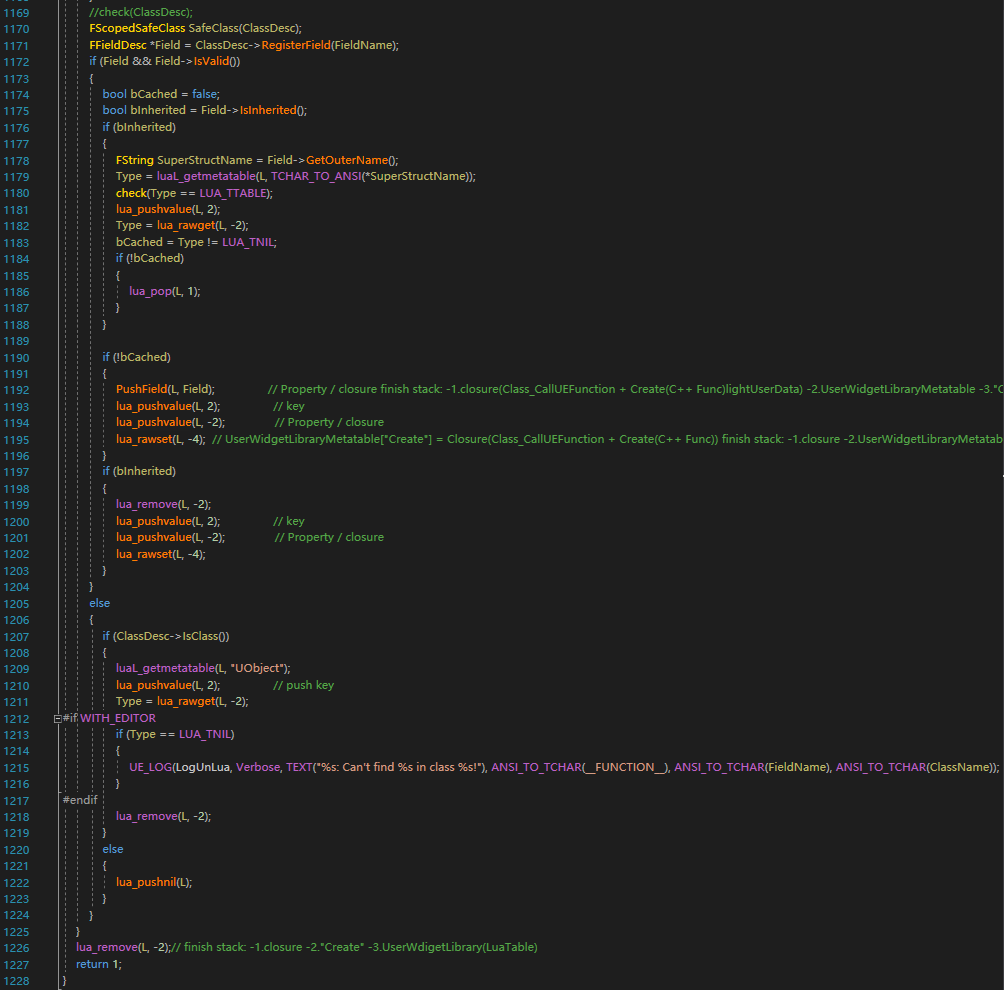 1169 //check(ClassDesc);
1170 FScopedSafeClass SafeClass(ClassDesc);
1171 FFieldDesc *Field = ClassDesc->RegisterField(FieldName);
1172 if (Field && Field->IsValid())
1173 {
1174 bool bCached = false;
1175 bool bInherited = Field->IsInherited();
1176 if (bInherited)
1177 {
1178 FString SuperStructName = Field->GetOuterName();
1179 Type = luaL_getmetatable(L, TCHAR_TO_ANSI(*SuperStructName));
1180 check(Type == LUA_TTABLE);
1181 lua_pushvalue(L, 2);
1182 Type = lua_rawget(L, -2);
1183 bCached = Type != LUA_TNIL;
1184 if (!bCached)
1185 {
1186 lua_pop(L, 1);
1187 }
1188 }
1189
1190 if (!bCached)
1191 {
1192 PushField(L, Field); // Property / closure finish stack: -1.closure(Class_CallUEFunction + Create(C++ Func)lightUserData) -2.UserWidgetLibraryMetatable -3."C
1193 lua_pushvalue(L, 2); // key
1194 lua_pushvalue(L, -2); // Property / closure
1195 lua_rawset(L, -4); // UserWidgetLibraryMetatable["Create"] = Closure(Class_CallUEFunction + Create(C++ Func)) finish stack: -1.closure -2.UserWidgetLibraryMetatab
1196 }
1197 if (bInherited)
1198 {
1199 lua_remove(L, -2);
1200 lua_pushvalue(L, 2); // key
1201 lua_pushvalue(L, -2); // Property / closure
1202 lua_rawset(L, -4);
1203 }
1204 }
1205 else
1206 {
1207 if (ClassDesc->IsClass())
1208 {
1209 luaL_getmetatable(L, "UObject");
1210 lua_pushvalue(L, 2); // push key
1211 Type = lua_rawget(L, -2);
1212 #if WITH_EDITOR
1213 if (Type == LUA_TNIL)
1214 {
1215 UE_LOG(LogUnLua, Verbose, TEXT("%s: Can't find %s in class %s!"), ANSI_TO_TCHAR(__FUNCTION__), ANSI_TO_TCHAR(FieldName), ANSI_TO_TCHAR(ClassName));
1216 }
1217 #endif
1218 lua_remove(L, -2);
1219 }
1220 else
1221 {
1222 lua_pushnil(L);
1223 }
1224 }
1225 }
1226 lua_remove(L, -2);// finish stack: -1.closure -2."Create" -3.UserWdigetLibrary(LuaTable)
1227 return 1;
1228 }